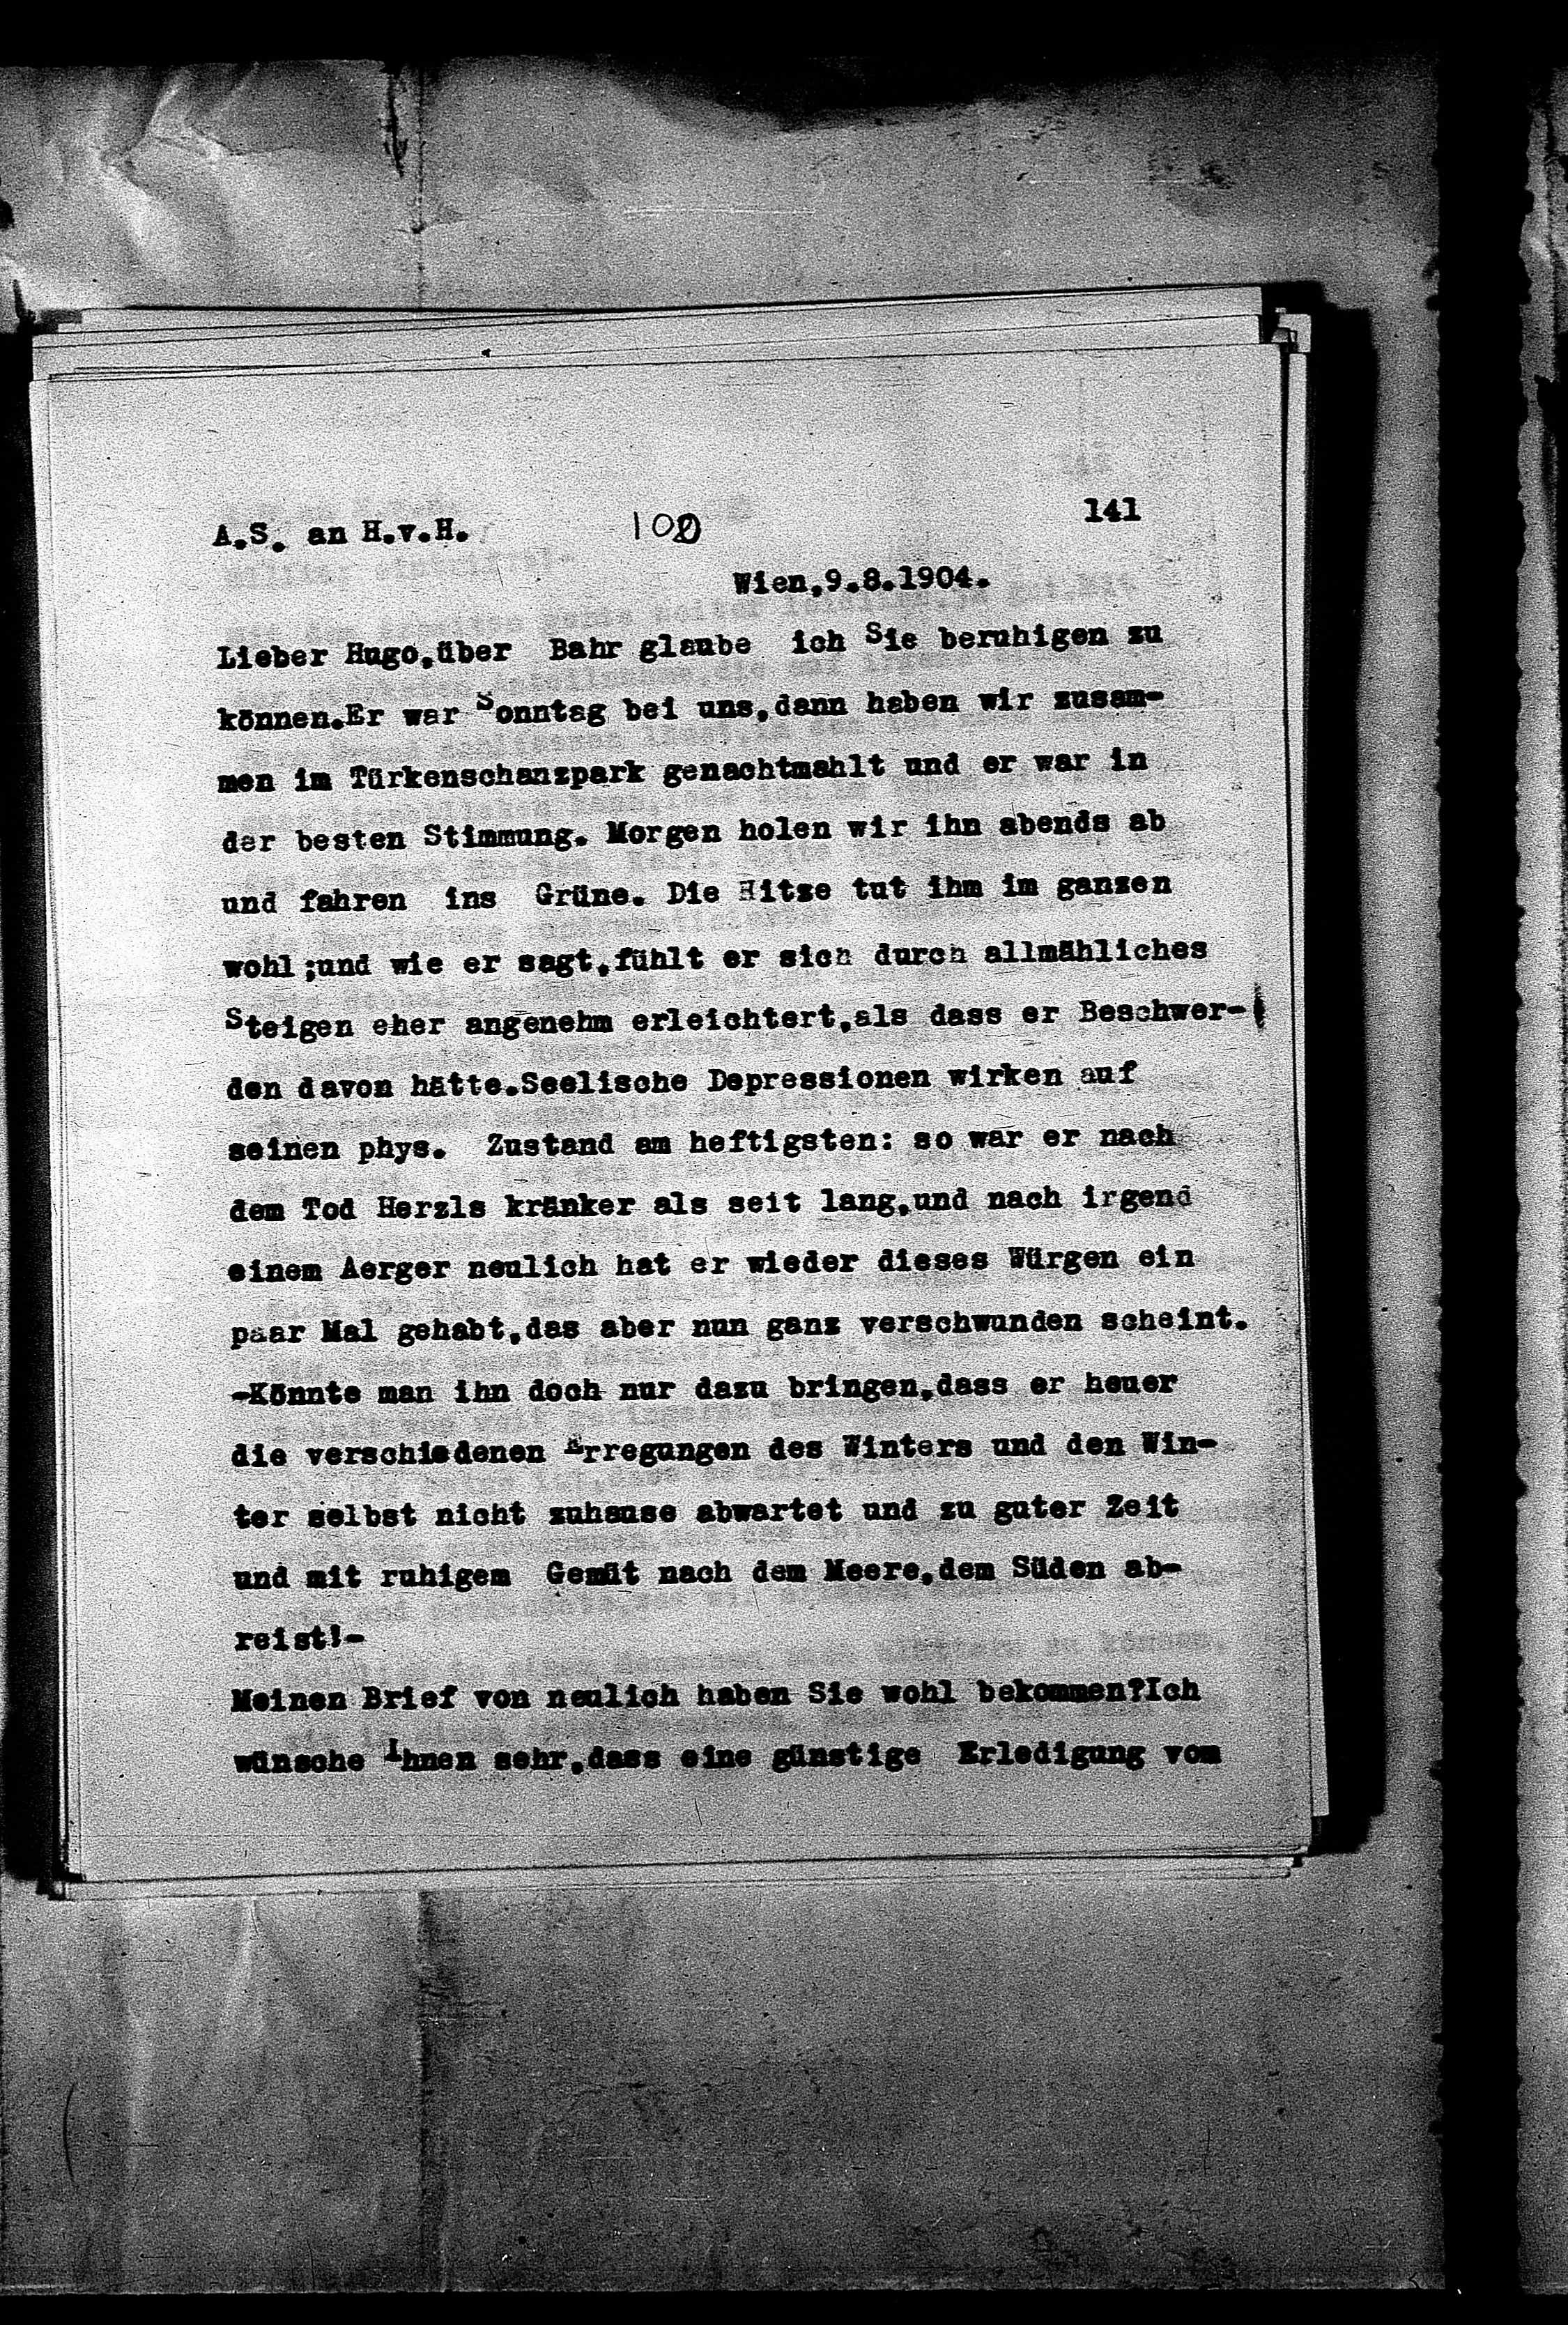 141
A.S. an H.v.H. 100
Wien,9.8.1904.
Lieber Hugo,über Bahr glaube ich Sie beruhigen zu
können.Er war Sonntag bei uns,dann haben wir zusam-
men im Türkenschanzpark genachtmahlt und er war in
der besten Stimmung. Morgen holen wir ihn abends ab
und fahren ins Grüne. Die Hitze tut ihm im ganzen
wohl;und wie er sagt,fühlt er sich durch allmähliches
Steigen eher angenehm erleichtert,als dass er Beschwer-
den davon hätte.Seelische Depressionen wirken auf
seinen phys. Zustand am heftigsten: so war er nach
dem Tod Herzls kränker als seit lang,und nach irgend
einem Aerger neulich hat er wieder dieses Würgen ein
paar Mal gehabt,das aber nun ganz verschwunden scheint.
-Könnte man ihn doch nur dazu bringen,dass er heuer
die verschiedenen Erregungen des Winters und den Win-
ter selbst nicht zuhause abwartet und zu guter Zeit
und mit ruhigem Gemüt nach dem Meere,dem Süden ab-
reist!-
Meinen Brief von neulich haben Sie wohl bekommen?Ich
wünsche Ihnen sehr,dass eine günstige Erledigung vom